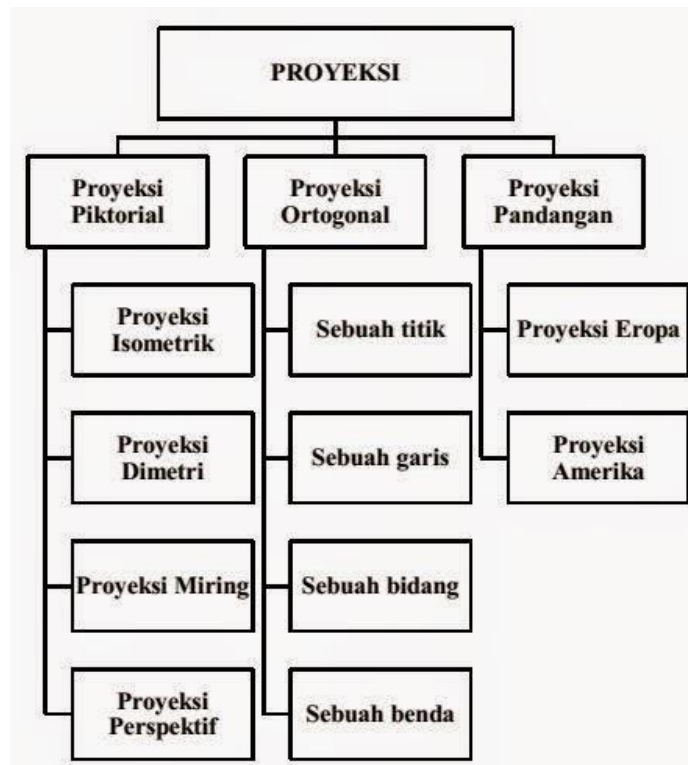 PROYEKSI
Proyeksi
Piktorial
Proyeksi
Ortogonal
Proyeksi
Pandangan
Proyeksi
Isometrik
Sebuah titik
Proyeksi Eropa
Proyeksi
Dimetri
Sebuah garis
Proyeksi
Amerika
Proyeksi Miring
Sebuah bidang
Proyeksi
Perspektif
Sebuah benda